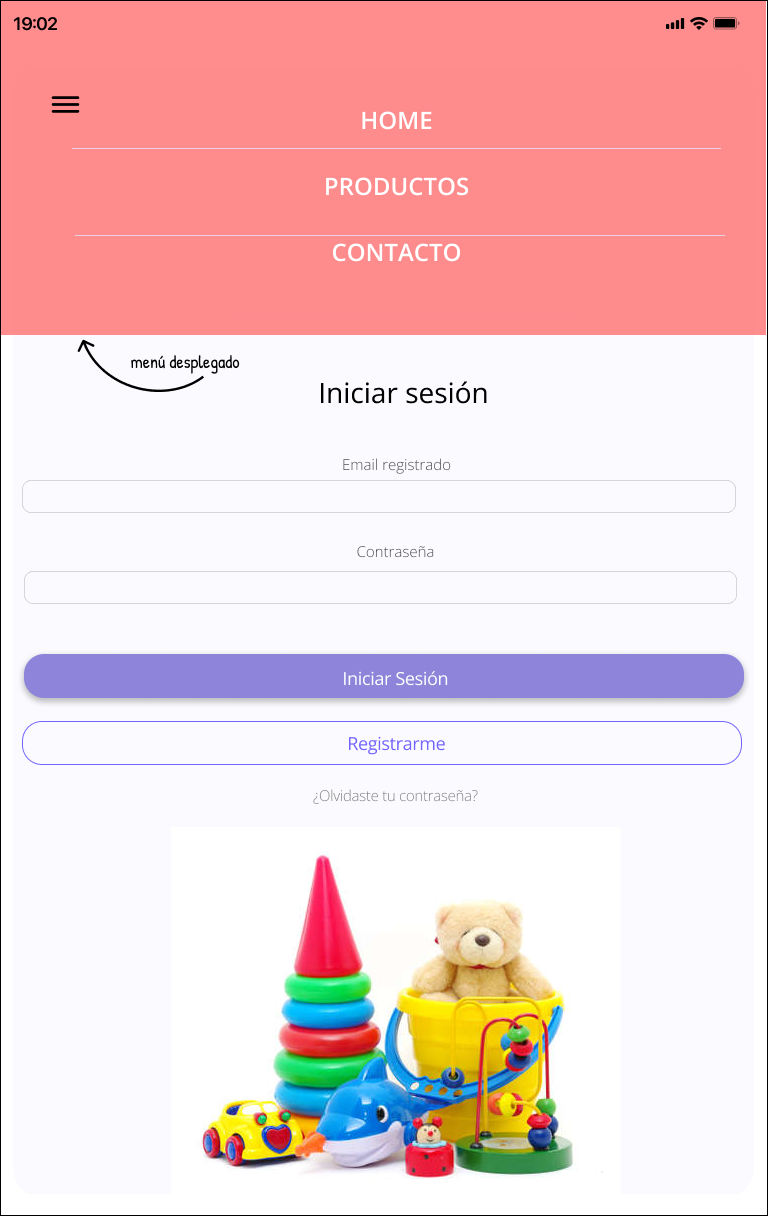 19:02
HOME
PRODUCTOS
CONTACTO
menú desplegado
Iniciar sesión
Email registrado
Contraseña
Iniciar Sesión
Registrarme
¿Olvidaste tu contraseña?